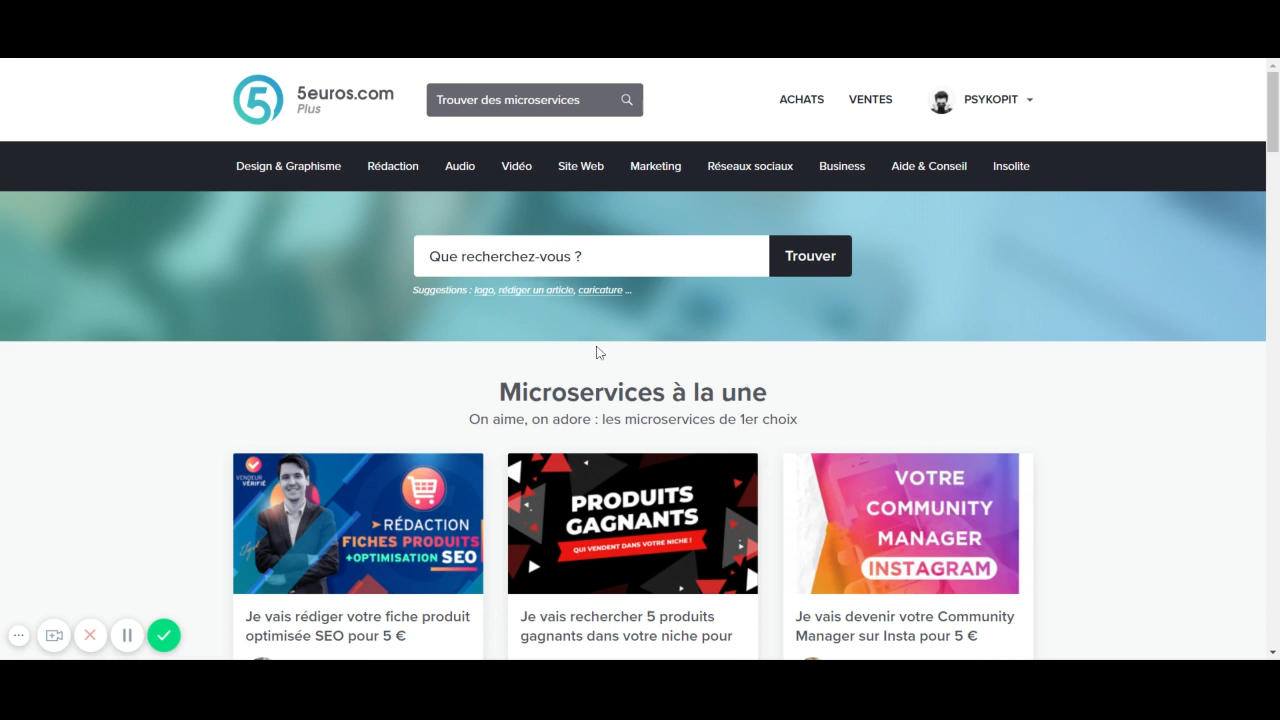 5euros.com
Plus
Trouver des microservices
ACHATS
VENTES
PSYKOPIT
Design & Graphisme
Rédaction
Audio
Vidéo
Site Web
Marketing
Réseaux sociaux
Business
Aide & Conseil
Insolite
Que recherchez-vous ?
Trouver
Suggestions : logo, rédiger un article, caricature ...
Microservices à la une
On aime, on adore : les microservices de 1er choix
VENDEUR
VÉRIFIÉ
RÉDACTION
FICHES PRODUITS
+OPTIMISATION SEO
Je vais rédiger votre fiche produit
optimisée SEO pour 5 €
PRODUITS
GAGNANTS
QUI VENDENT DANS VOTRE NICHE !
Je vais rechercher 5 produits
gagnants dans votre niche pour
VOTRE
COMMUNITY
MANAGER
INSTAGRAM
Je vais devenir votre Community
Manager sur Insta pour 5 €